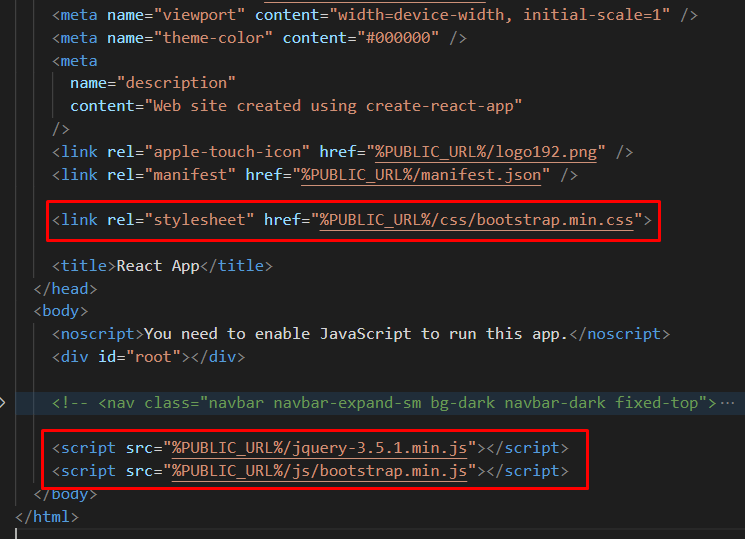 <meta name="viewport" content="width=device-width, initial-scale=1" />
<meta name="theme-color" content="#000000" />
<meta
name="description"
content="Web site created using create-react-app"
/>
<link rel="apple-touch-icon" href="%PUBLIC_URL%/logo192.png" />
<link rel="manifest" href="%PUBLIC_URL%/manifest.json" />
<link rel="stylesheet" href="%PUBLIC_URL%/css/bootstrap.min.css">
<title>React App</title>
</head>
<body>
<noscript>You need to enable JavaScript to run this app.</noscript>
<div id="root"></div>
<!-- <nav class="navbar navbar-expand-sm bg-dark navbar-dark fixed-top">⋯
<script src="%PUBLIC_URL%/jquery-3.5.1.min.js"></script>
<script src="%PUBLIC_URL%/js/bootstrap.min.js"></script>
</body>
</html>